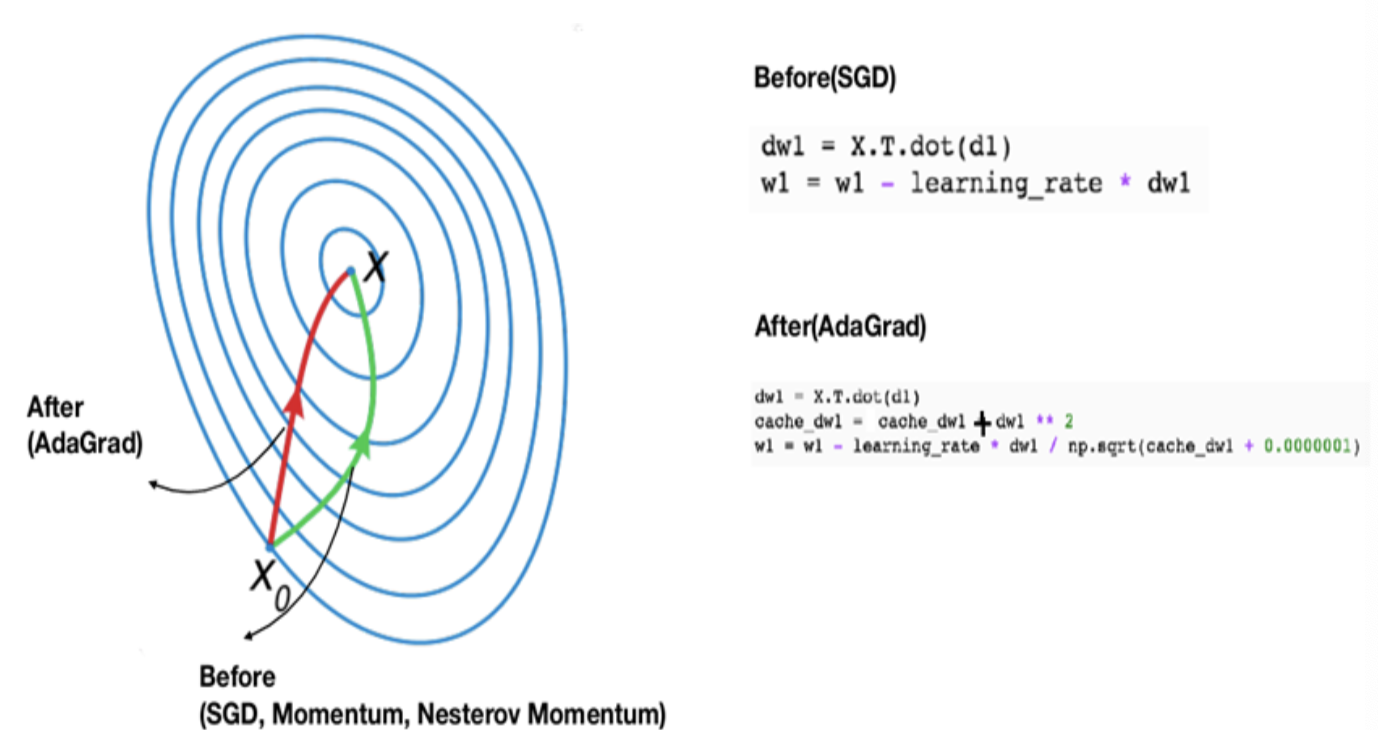 Before(SGD)
dw1 = X.T.dot(d1)
w1 = w1 - learning_rate * dw1
X
After(AdaGrad)
dw1 = X.T.dot(d1)
cache_dw1 = cache_dw1 + dw1 ** 2
w1 = w1 - learning_rate * dw1 / np.sqrt(cache_dw1 + 0.0000001)
After
(AdaGrad)
X0
Before
(SGD, Momentum, Nesterov Momentum)